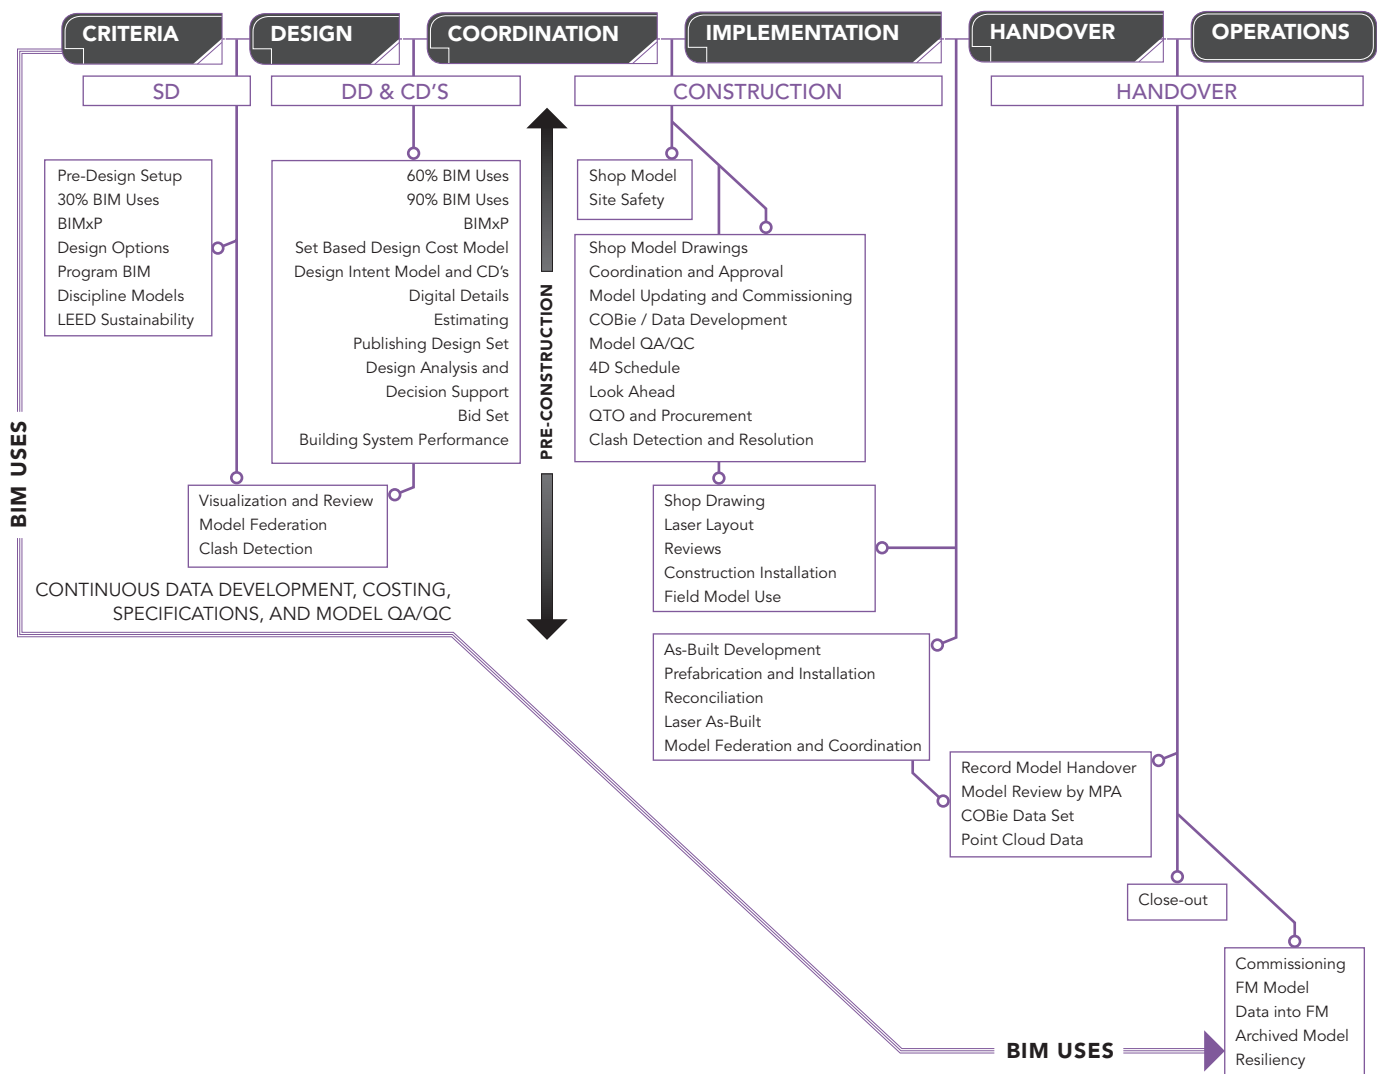 CRITERIA
DESIGN
COORDINATION
IMPLEMENTATION
HANDOVER
OPERATIONS
SD
DD & CD'S
CONSTRUCTION
HANDOVER
Pre-Design Setup
30% BIM Uses
BIMxP
Design Options
Program BIM
Discipline Models
LEED Sustainability
60% BIM Uses
90% BIM Uses
BIMxP
Set Based Design Cost Model
Design Intent Model and CD's
Digital Details
Estimating
Publishing Design Set
Design Analysis and
Decision Support
Bid Set
Building System Performance
PRE-CONSTRUCTION
Shop Model
Site Safety
Shop Model Drawings
Coordination and Approval
Model Updating and Commissioning
COBie / Data Development
Model QA/QC
4D Schedule
Look Ahead
QTO and Procurement
Clash Detection and Resolution
BIM USES
Visualization and Review
Model Federation
Clash Detection
Shop Drawing
Laser Layout
Reviews
Construction Installation
Field Model Use
CONTINUOUS DATA DEVELOPMENT, COSTING,
SPECIFICATIONS, AND MODEL QA/QC
As-Built Development
Prefabrication and Installation
Reconciliation
Laser As-Built
Model Federation and Coordination
Record Model Handover
Model Review by MPA
COBie Data Set
Point Cloud Data
Close-out
Commissioning
FM Model
Data into FM
Archived Model
Resiliency
BIM USES